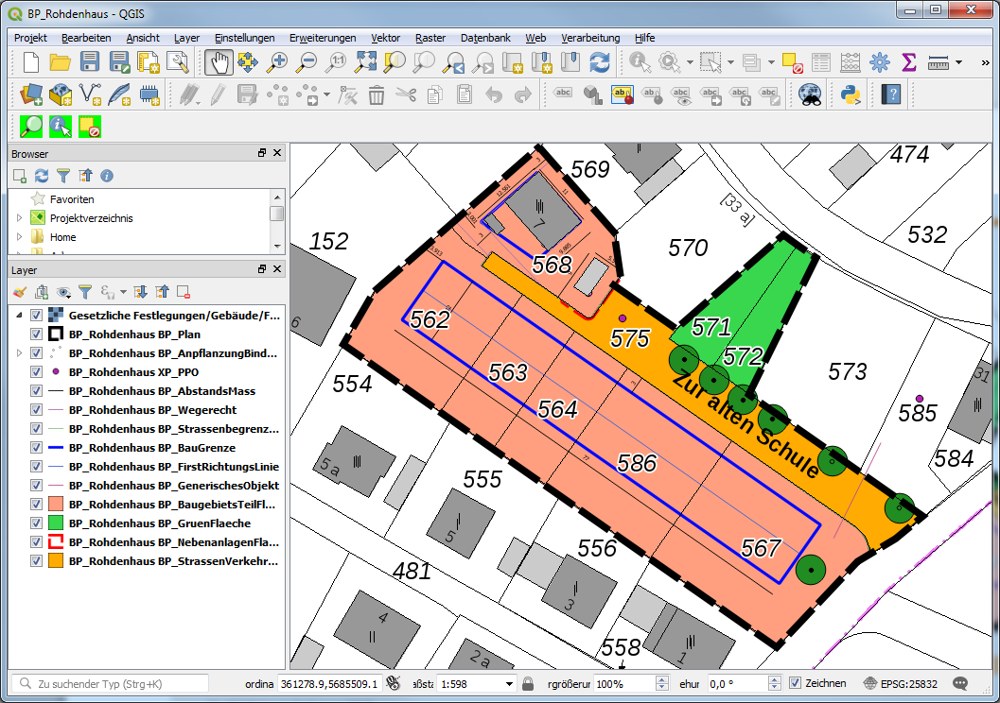 BP_Rohdenhaus - QGIS
Projekt Bearbeiten Ansicht Layer Einstellungen Erweiterungen Vektor Raster Datenbank Web Verarbeitung Hilfe
Browser
Favoriten
Projektverzeichnis
Home
Layer
Gesetzliche Festlegungen/Gebäude/F...
BP_Rohdenhaus BP_Plan
BP_Rohdenhaus BP_AnpflanzungBind...
BP_Rohdenhaus XP_PPO
BP_Rohdenhaus BP_AbstandsMass
BP_Rohdenhaus BP_Wegerecht
BP_Rohdenhaus BP_Strassenbegrenz...
BP_Rohdenhaus BP_BauGrenze
BP_Rohdenhaus BP_FirstRichtungsLinie
BP_Rohdenhaus BP_GenerischesObjekt
BP_Rohdenhaus BP_BaugebietsTeilFl...
BP_Rohdenhaus BP_GruenFlaeche
BP_Rohdenhaus BP_NebenanlagenFla...
BP_Rohdenhaus BP_StrassenVerkehr...
569
474
[33 a]
532
152
570
7
568
6
562
575
571
572
573
563
31
554
564
585
Zur alten Schule
5 a
586
584
555
5
556
567
481
3
4
558
2 a
1
Zu suchender Typ (Strg+K)
ordina 361278.9,5685509.1
1:598
rgrößerur 100%
ehur 0,0 °
Zeichnen
EPSG:25832